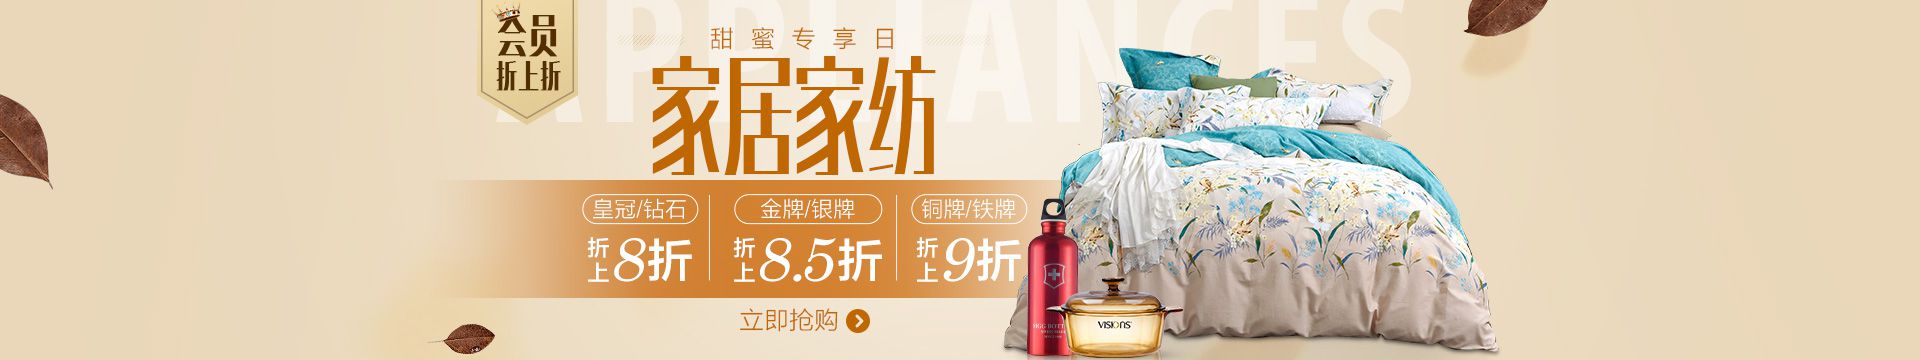 会员
折上折
APPLIANCES
甜蜜专享日
家居家纺
皇冠/钻石
折上8折
金牌/银牌
折上8.5折
铜牌/铁牌
折上9折
立即抢购
VISIONS